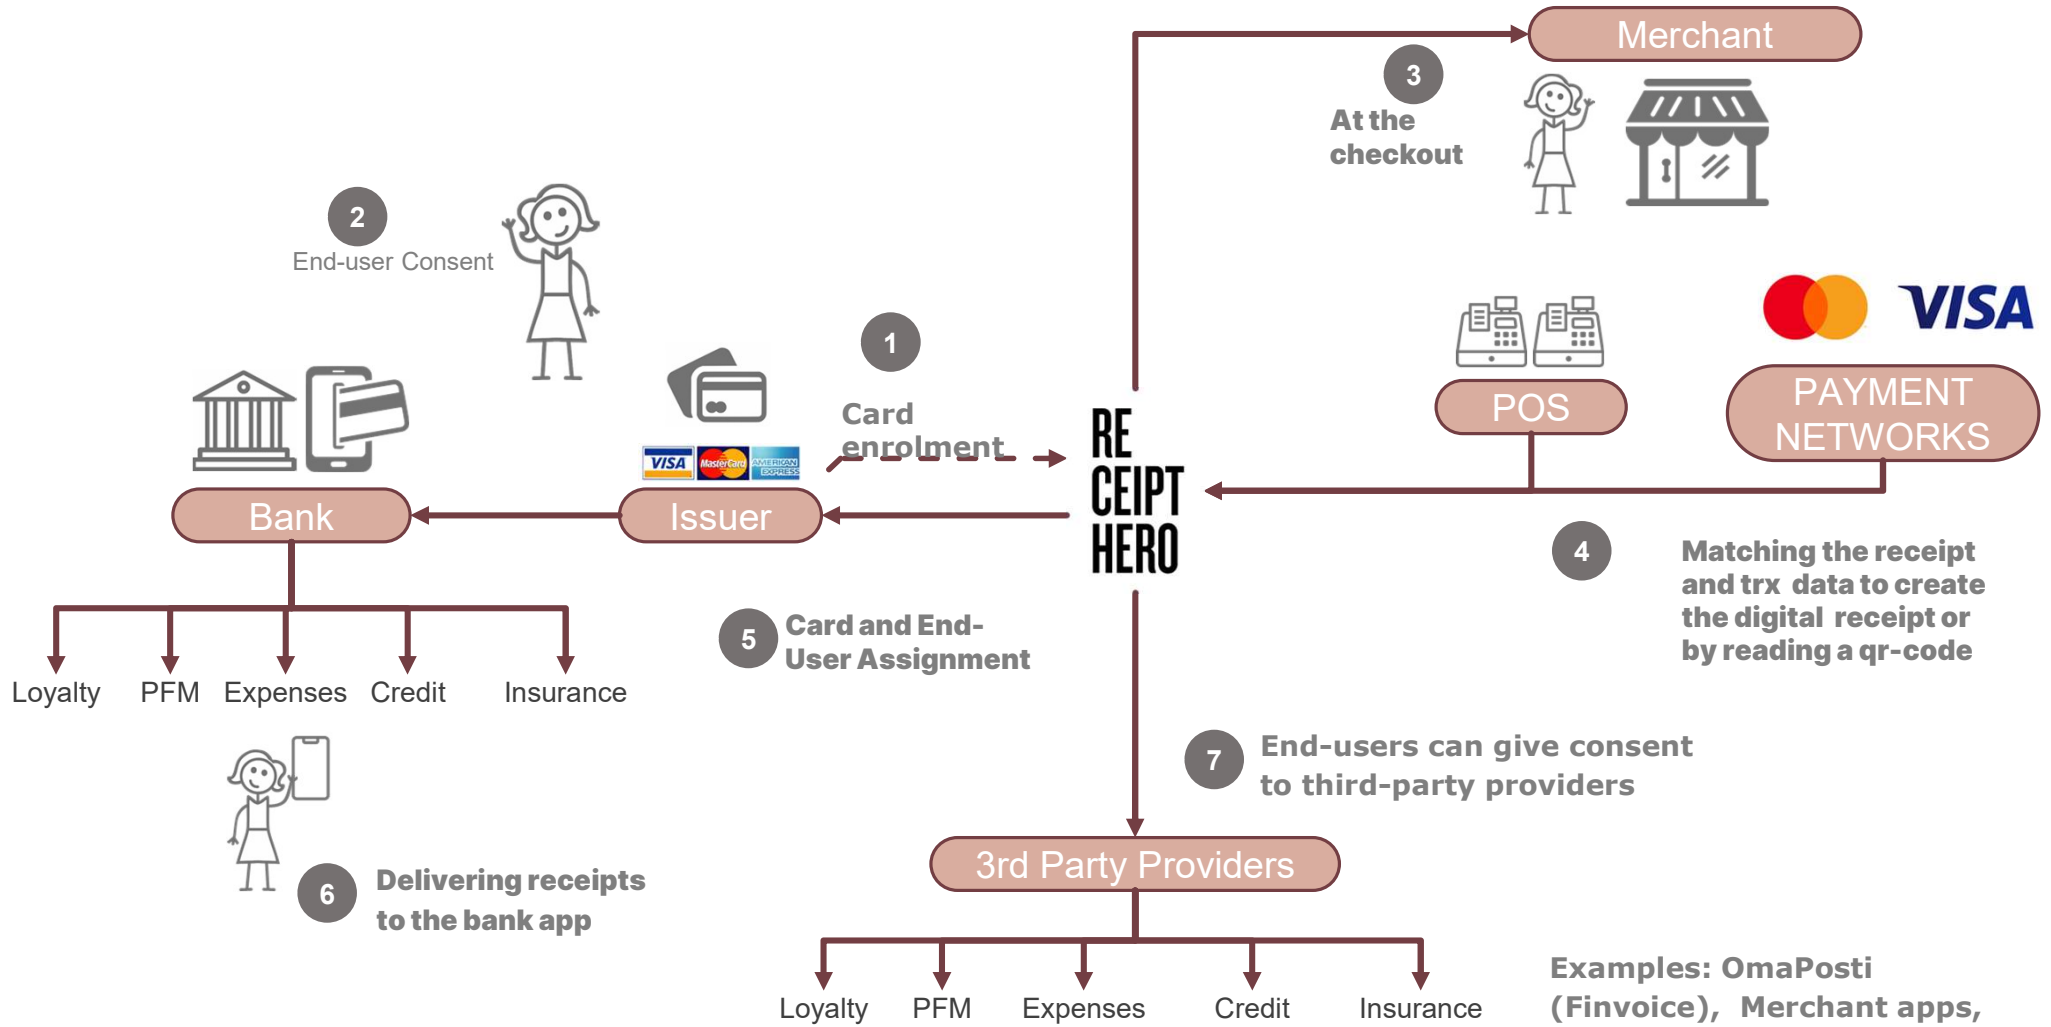 Merchant
3
At the
checkout
2
End-user Consent
1
Card
enrolment
VISA
MasterCard
AMERICAN
EXPRESS
VISA
POS
PAYMENT
NETWORKS
RE
CEIPT
HERO
Bank
Issuer
4
Matching the receipt
and trx data to create
the digital receipt or
by reading a qr-code
5
Card and End-
User Assignment
Loyalty
PFM
Expenses
Credit
Insurance
7
End-users can give consent
to third-party providers
6
Delivering receipts
to the bank app
3rd Party Providers
Loyalty
PFM
Expenses
Credit
Insurance
Examples: OmaPosti
(Finvoice), Merchant apps,